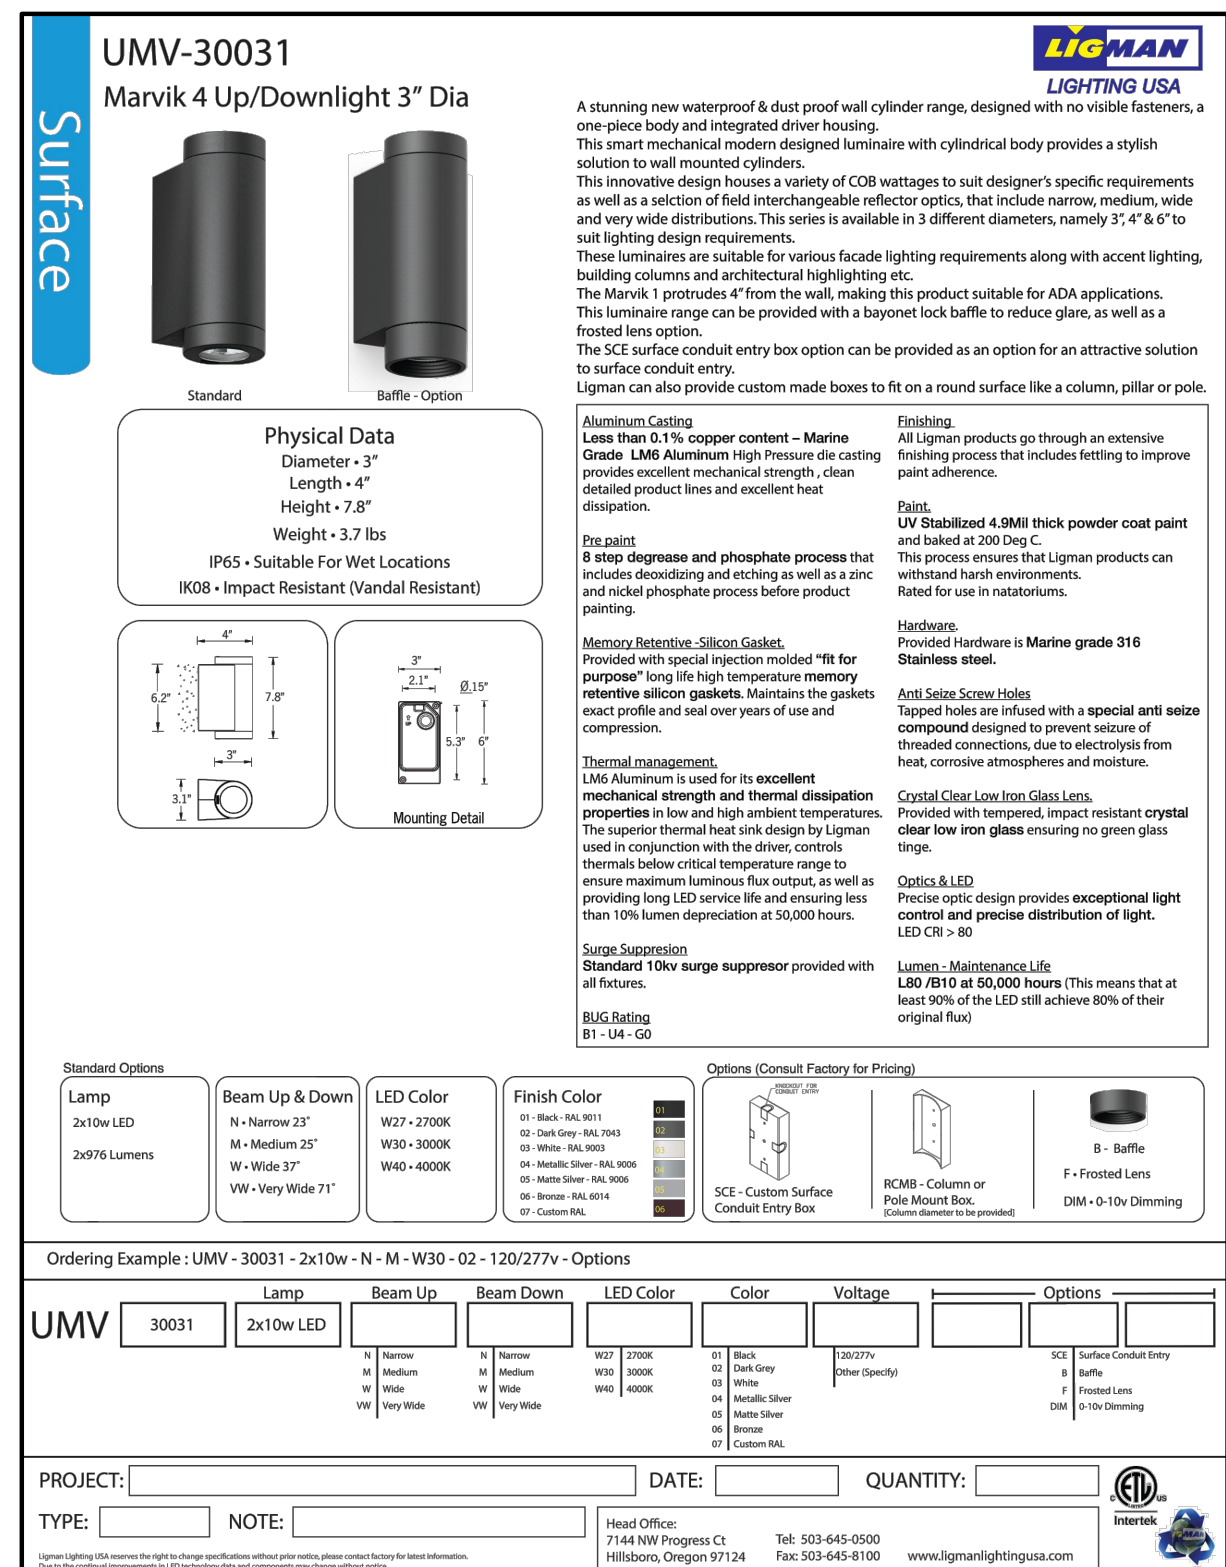 Surface
UMV-30031
Marvik 4 Up/Downlight 3” Dia
LIGMAN
LIGHTING USA
A stunning new waterproof & dust proof wall cylinder range, designed with no visible fasteners, a
one-piece body and integrated driver housing.
This smart mechanical modern designed luminaire with cylindrical body provides a stylish
solution to wall mounted cylinders.
This innovative design houses a variety of COB wattages to suit designer’s specific requirements
as well as a selction of field interchangeable reflector optics, that include narrow, medium, wide
and very wide distributions. This series is available in 3 different diameters, namely 3”, 4” & 6” to
suit lighting design requirements.
These luminaires are suitable for various facade lighting requirements along with accent lighting,
building columns and architectural highlighting etc.
The Marvik 1 protrudes 4” from the wall, making this product suitable for ADA applications.
This luminaire range can be provided with a bayonet lock baffle to reduce glare, as well as a
frosted lens option.
The SCE surface conduit entry box option can be provided as an option for an attractive solution
to surface conduit entry.
Ligman can also provide custom made boxes to fit on a round surface like a column, pillar or pole.
Standard
Baffle - Option
Physical Data
Diameter • 3”
Length • 4”
Height • 7.8”
Weight • 3.7 lbs
IP65 • Suitable For Wet Locations
IK08 • Impact Resistant (Vandal Resistant)
4”
6.2”
7.8”
3”
3.1”
3”
2.1”
Ø.15”
5.3”
6”
Mounting Detail
Aluminum Casting
Less than 0.1% copper content – Marine
Grade LM6 Aluminum High Pressure die casting
provides excellent mechanical strength , clean
detailed product lines and excellent heat
dissipation.
Pre paint
8 step degrease and phosphate process that
includes deoxidizing and etching as well as a zinc
and nickel phosphate process before product
painting.
Memory Retentive -Silicon Gasket.
Provided with special injection molded “fit for
purpose” long life high temperature memory
retentive silicon gaskets. Maintains the gaskets
exact profile and seal over years of use and
compression.
Thermal management.
LM6 Aluminum is used for its excellent
mechanical strength and thermal dissipation
properties in low and high ambient temperatures.
The superior thermal heat sink design by Ligman
used in conjunction with the driver, controls
thermals below critical temperature range to
ensure maximum luminous flux output, as well as
providing long LED service life and ensuring less
than 10% lumen depreciation at 50,000 hours.
Surge Suppresion
Standard 10kv surge suppresor provided with
all fixtures.
BUG Rating
B1 - U4 - G0
Finishing
All Ligman products go through an extensive
finishing process that includes fettling to improve
paint adherence.
Paint.
UV Stabilized 4.9Mil thick powder coat paint
and baked at 200 Deg C.
This process ensures that Ligman products can
withstand harsh environments.
Rated for use in natatoriums.
Hardware.
Provided Hardware is Marine grade 316
Stainless steel.
Anti Seize Screw Holes
Tapped holes are infused with a special anti seize
compound designed to prevent seizure of
threaded connections, due to electrolysis from
heat, corrosive atmospheres and moisture.
Crystal Clear Low Iron Glass Lens.
Provided with tempered, impact resistant crystal
clear low iron glass ensuring no green glass
tinge.
Optics & LED
Precise optic design provides exceptional light
control and precise distribution of light.
LED CRI > 80
Lumen - Maintenance Life
L80 /B10 at 50,000 hours (This means that at
least 90% of the LED still achieve 80% of their
original flux)
Standard Options
Lamp
2x10w LED
2x976 Lumens
Beam Up & Down
N • Narrow 23˚
M • Medium 25˚
W • Wide 37˚
VW • Very Wide 71˚
LED Color
W27 • 2700K
W30 • 3000K
W40 • 4000K
Finish Color
01 - Black - RAL 9011
02 - Dark Grey - RAL 7043
03 - White - RAL 9003
04 - Metallic Silver - RAL 9006
05 - Matte Silver - RAL 9006
06 - Bronze - RAL 6014
07 - Custom RAL
01
02
03
04
05
06
Options (Consult Factory for Pricing)
KNOCKOUT FOR
CONDUIT ENTRY
SCE - Custom Surface
Conduit Entry Box
RCMB - Column or
Pole Mount Box.
[Column diameter to be provided]
B - Baffle
F • Frosted Lens
DIM • 0-10v Dimming
Ordering Example : UMV - 30031 - 2x10w - N - M - W30 - 02 - 120/277v - Options
Lamp Beam Up Beam Down LED Color Color Voltage Options
UMV 30031 2x10w LED
N Narrow
M Medium
W Wide
VW Very Wide
N Narrow
M Medium
W Wide
VW Very Wide
W27 2700K
W30 3000K
W40 4000K
01 Black
02 Dark Grey
03 White
04 Metallic Silver
05 Matte Silver
06 Bronze
07 Custom RAL
120/277v
Other (Specify)
SCE Surface Conduit Entry
B Baffle
F Frosted Lens
DIM 0-10v Dimming
PROJECT: DATE: QUANTITY:
TYPE: NOTE:
Head Office:
7144 NW Progress Ct
Hillsboro, Oregon 97124
Tel: 503-645-0500
Fax: 503-645-8100
www.ligmanlightingusa.com
C ETL US
LISTED
Intertek
LIGMAN
Ligman Lighting USA reserves the right to change specifications without prior notice, please contact factory for latest information.
Due to the continual improvements in LED technology data and components may change without notice.